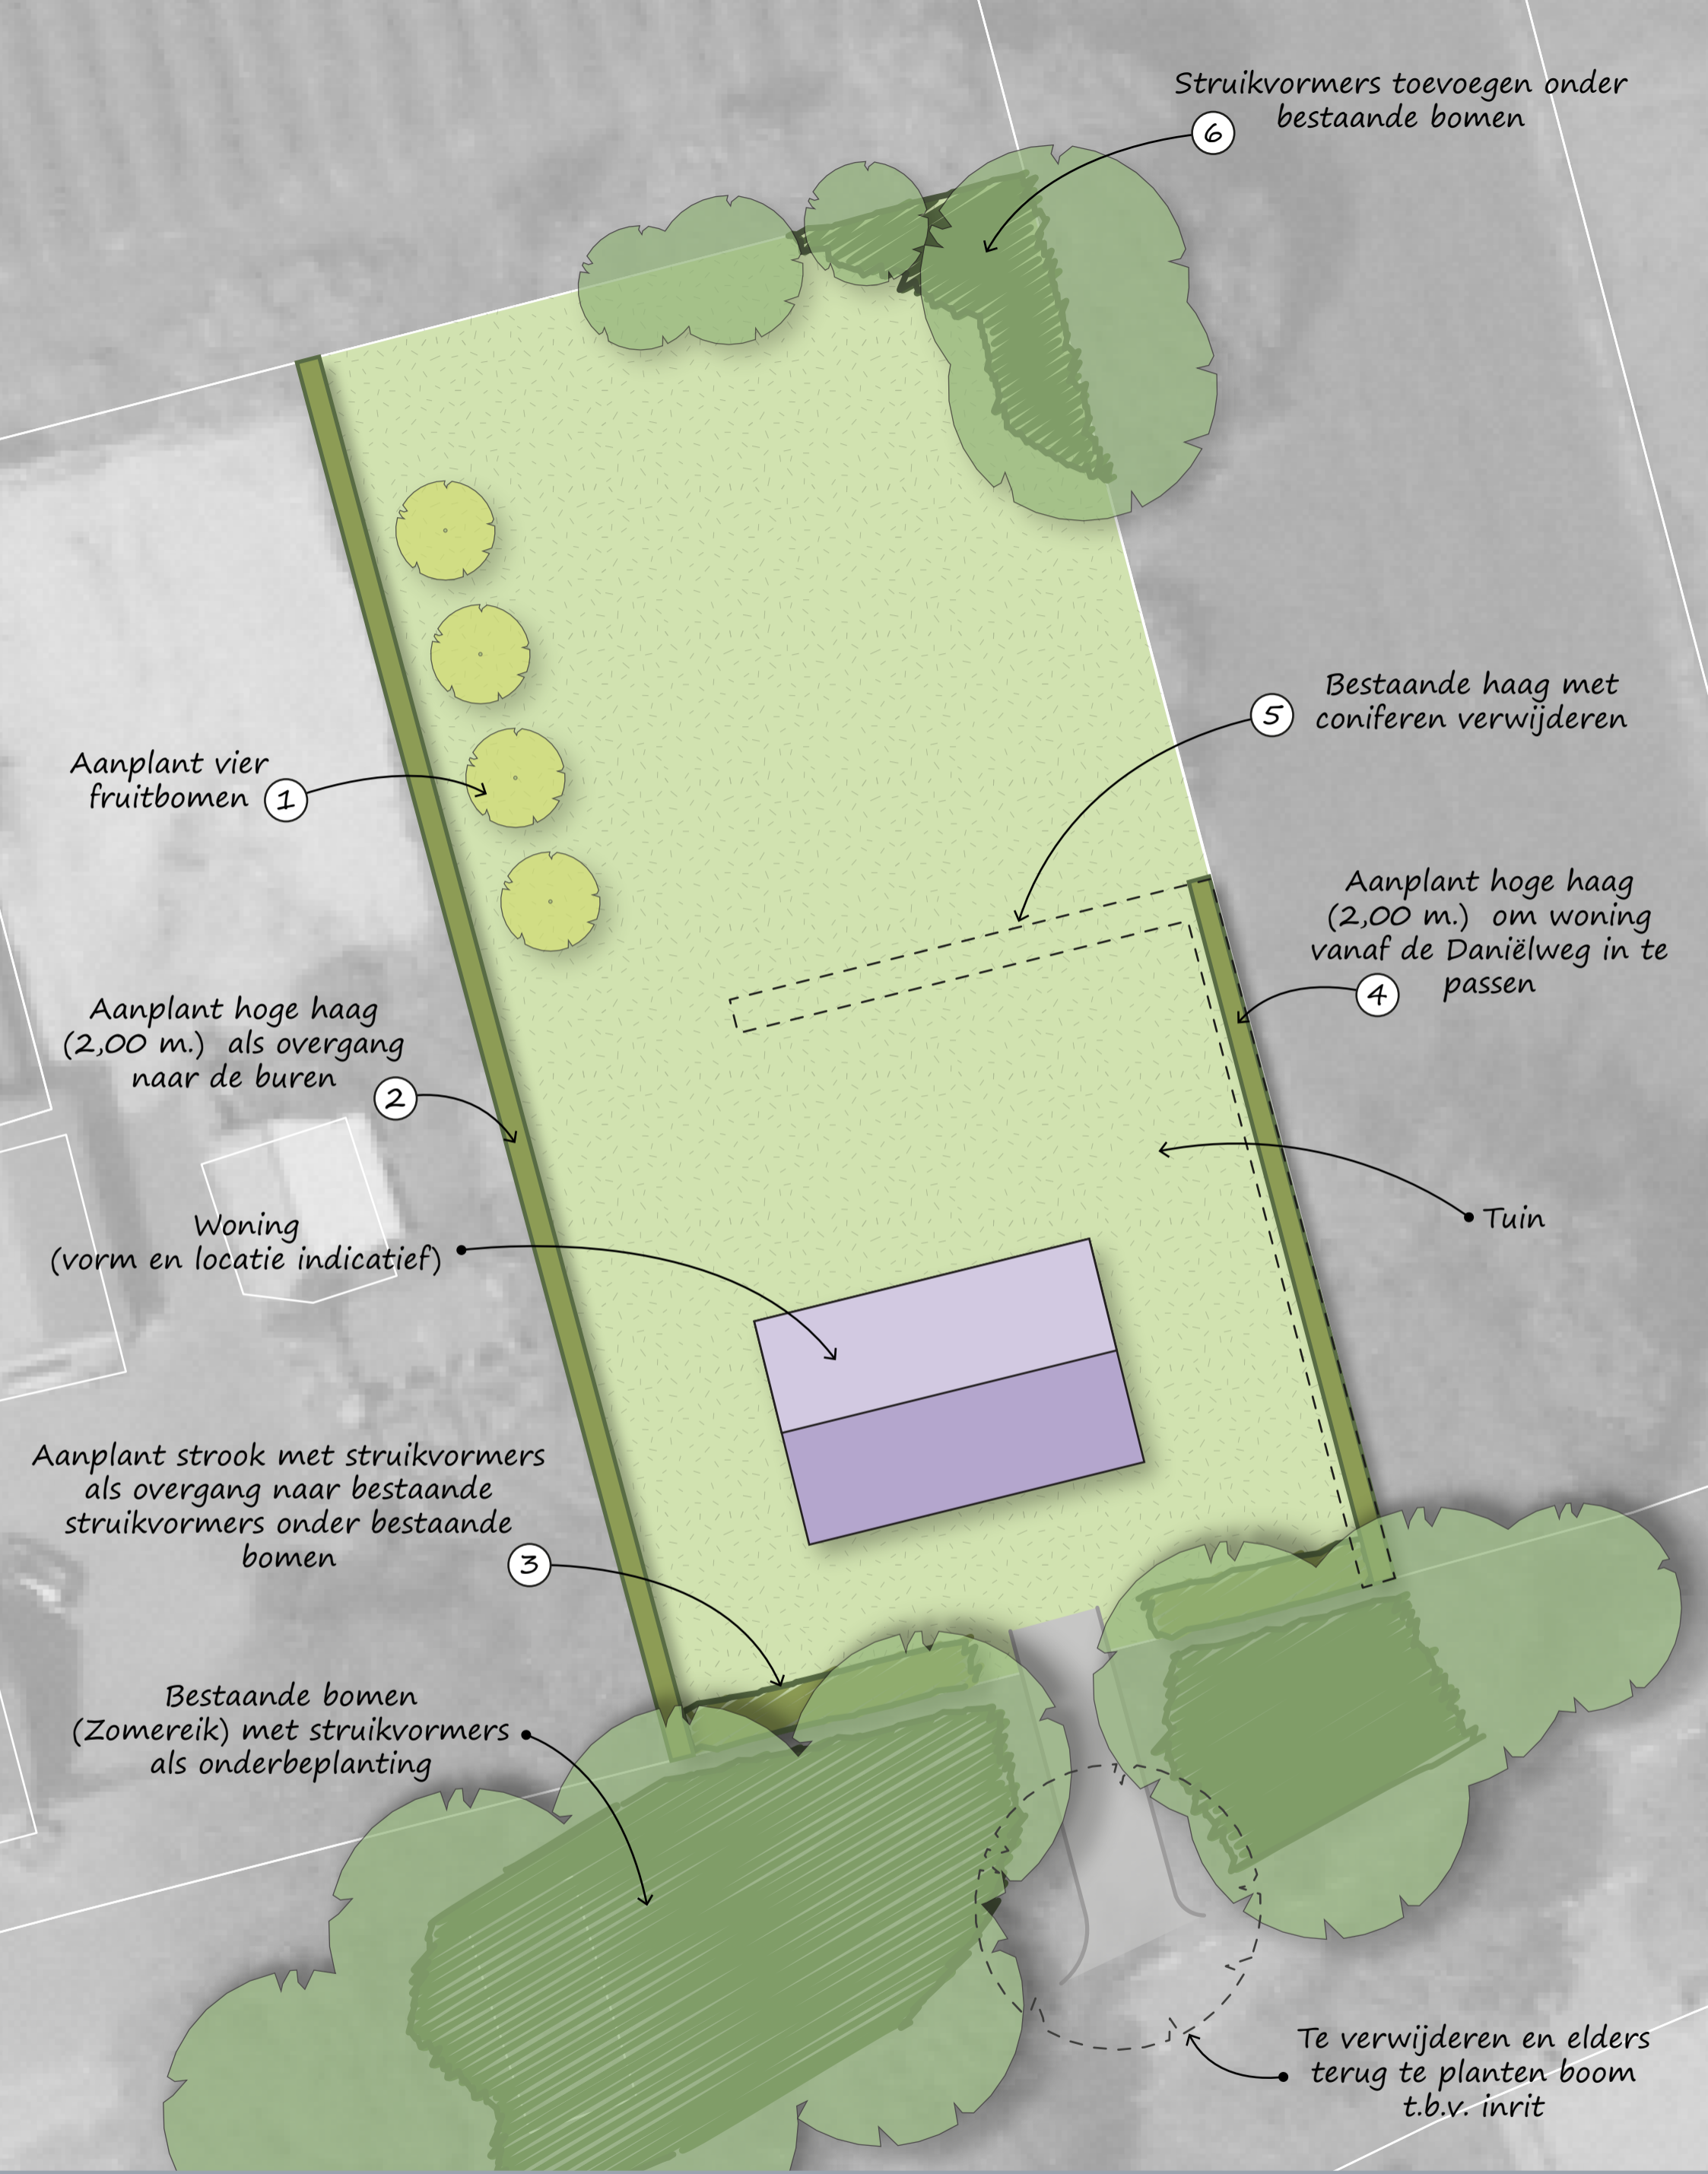 Struikvormers toevoegen onder
bestaande bomen
6
Bestaande haag met
coniferen verwijderen
5
Aanplant vier
fruitbomen
1
Aanplant hoge haag
(2,00 m.) om woning
vanaf de Daniëlweg in te
passen
4
Aanplant hoge haag
(2,00 m.) als overgang
naar de buren
2
Tuin
Woning
(vorm en locatie indicatief)
Aanplant strook met struikvormers
als overgang naar bestaande
struikvormers onder bestaande
bomen
3
Bestaande bomen
(Zomereik) met struikvormers
als onderbeplanting
Te verwijderen en elders
terug te planten boom
t.b.v. inrit